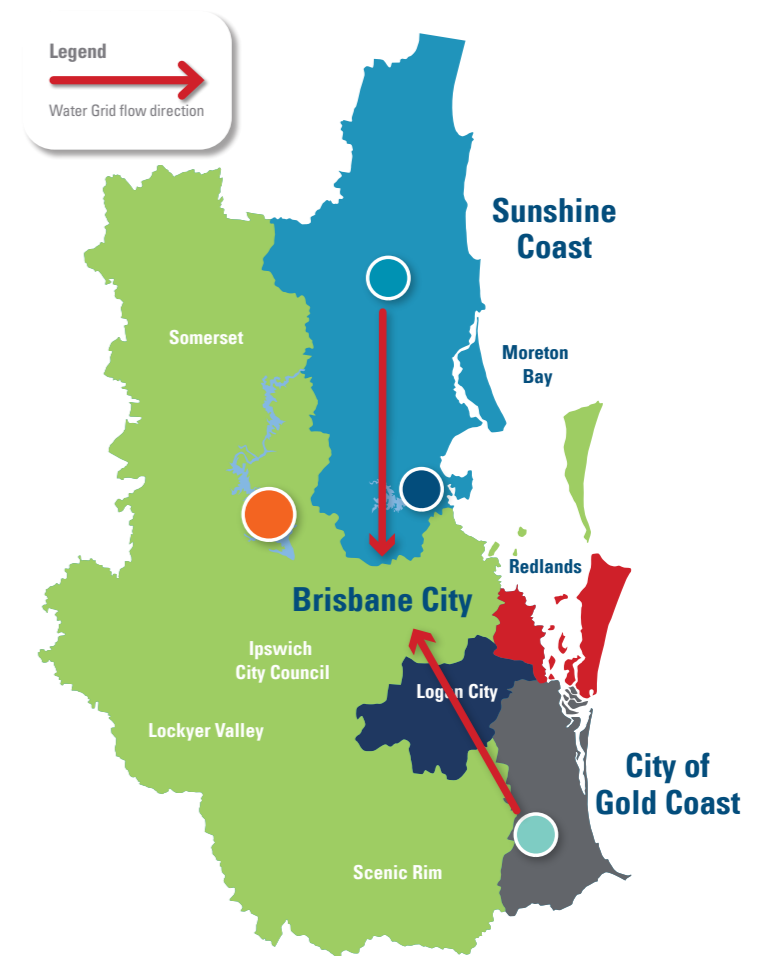 Legend
Water Grid flow direction
Sunshine
Coast
Somerset
Moreton
Bay
Redlands
Brisbane City
Ipswich
City Council
Logan City
Lockyer Valley
City of
Gold Coast
Scenic Rim